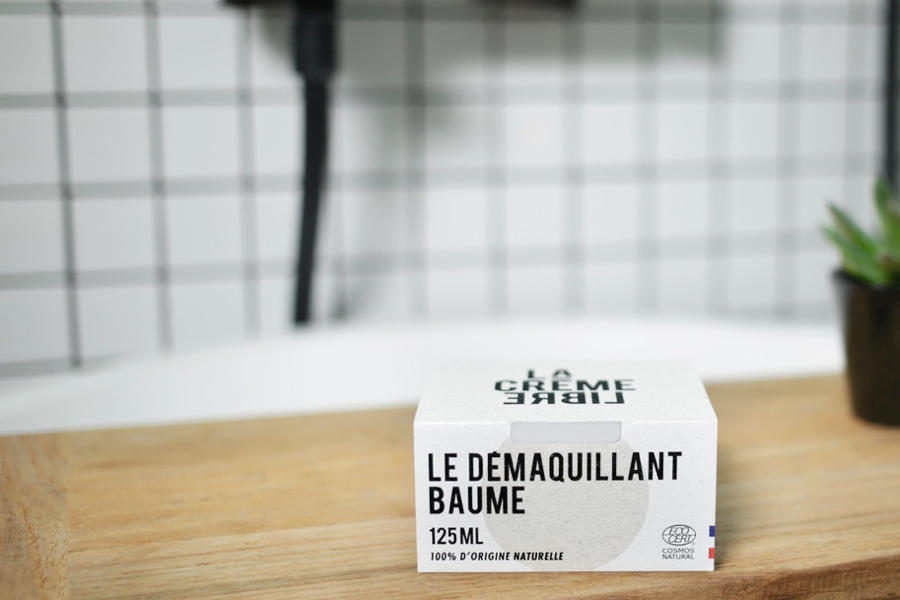 LA
CRÈME
LIBRE
LE DÉMAQUILLANT
BAUME
125ML
100% D'ORIGINE NATURELLE
ECO
CERT
COSMOS
NATURAL